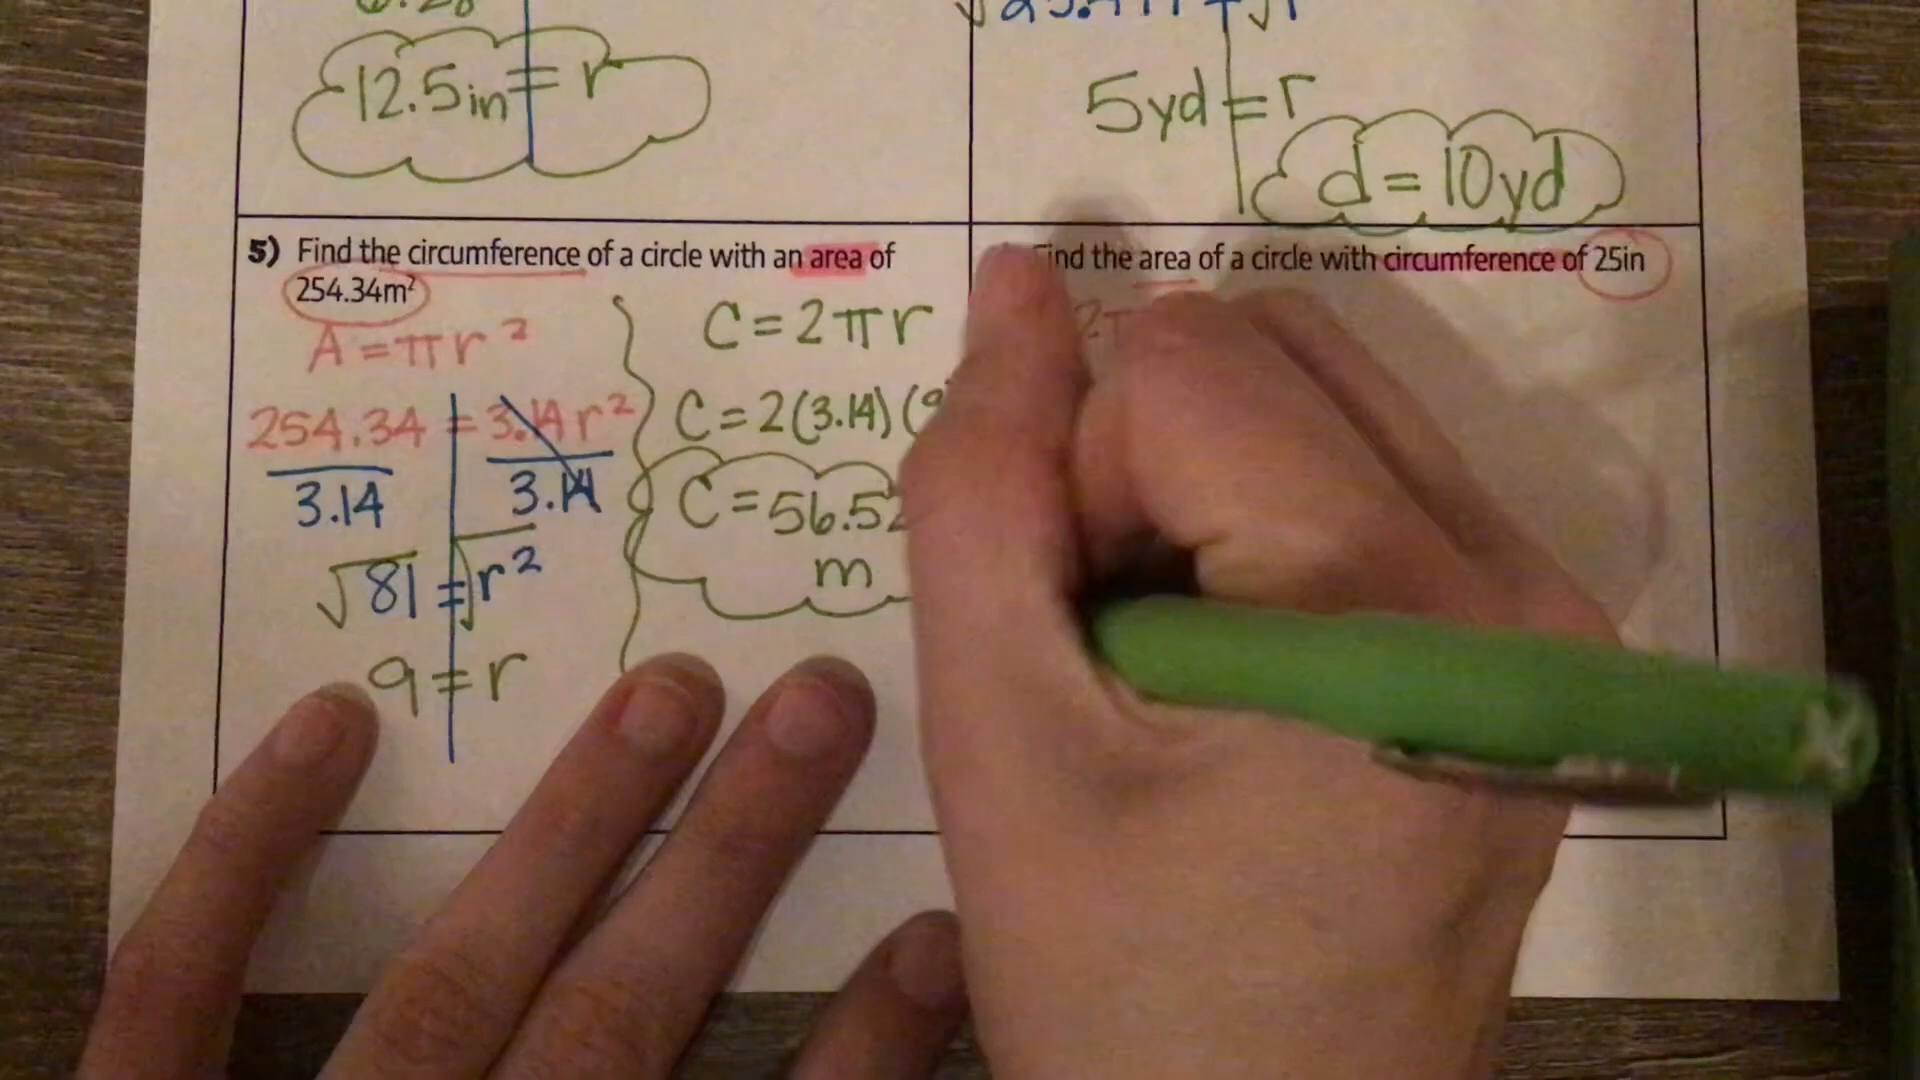 12.5in = r
5yd = r
d = 10yd
5) Find the circumference of a circle with an area of
254.34m²
A = πr²
254.34 = 3.14r²
3.14 3.14
√81 = √r²
9 = r
C = 2πr
C = 2(3.14)(9
C = 56.52
m
Find the area of a circle with circumference of 25in